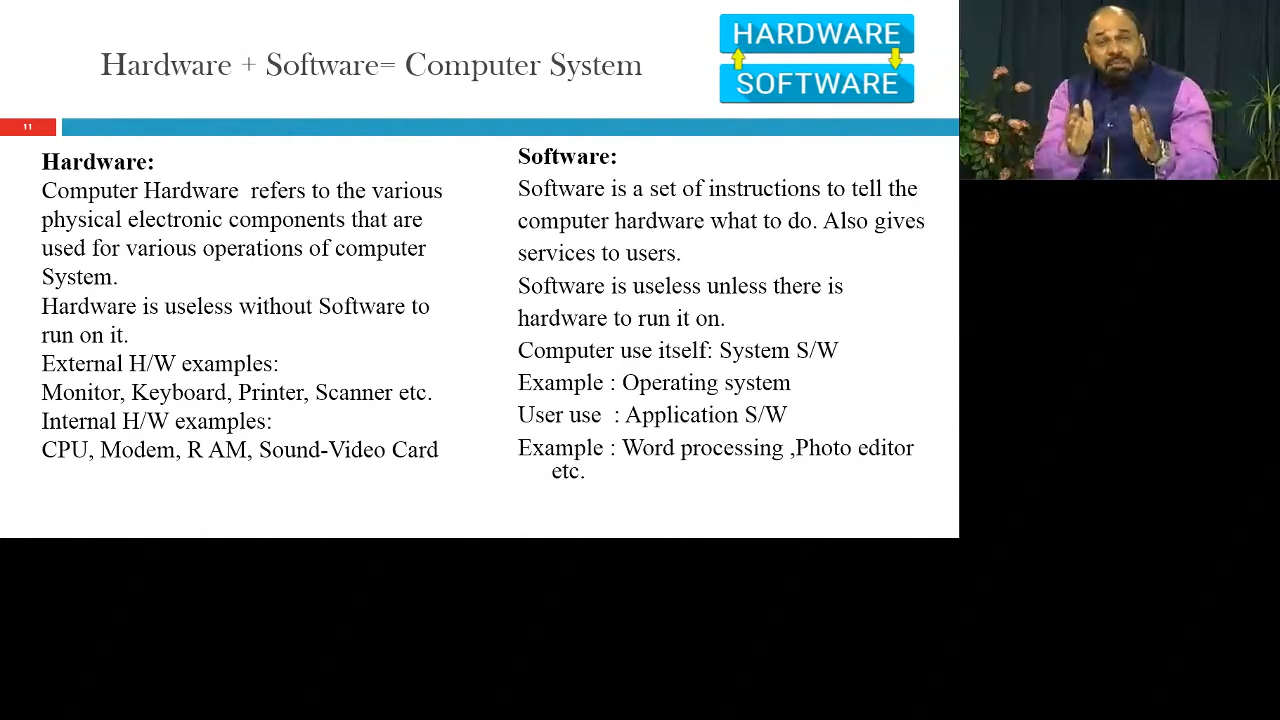 Hardware + Software= Computer System
HARDWARE
SOFTWARE
11
Hardware:
Computer Hardware  refers to the various
physical electronic components that are
used for various operations of computer
System.
Hardware is useless without Software to
run on it.
External H/W examples:
Monitor, Keyboard, Printer, Scanner etc.
Internal H/W examples:
CPU, Modem, R AM, Sound-Video Card
Software:
Software is a set of instructions to tell the
computer hardware what to do. Also gives
services to users.
Software is useless unless there is
hardware to run it on.
Computer use itself: System S/W
Example : Operating system
User use  : Application S/W
Example : Word processing ,Photo editor
etc.